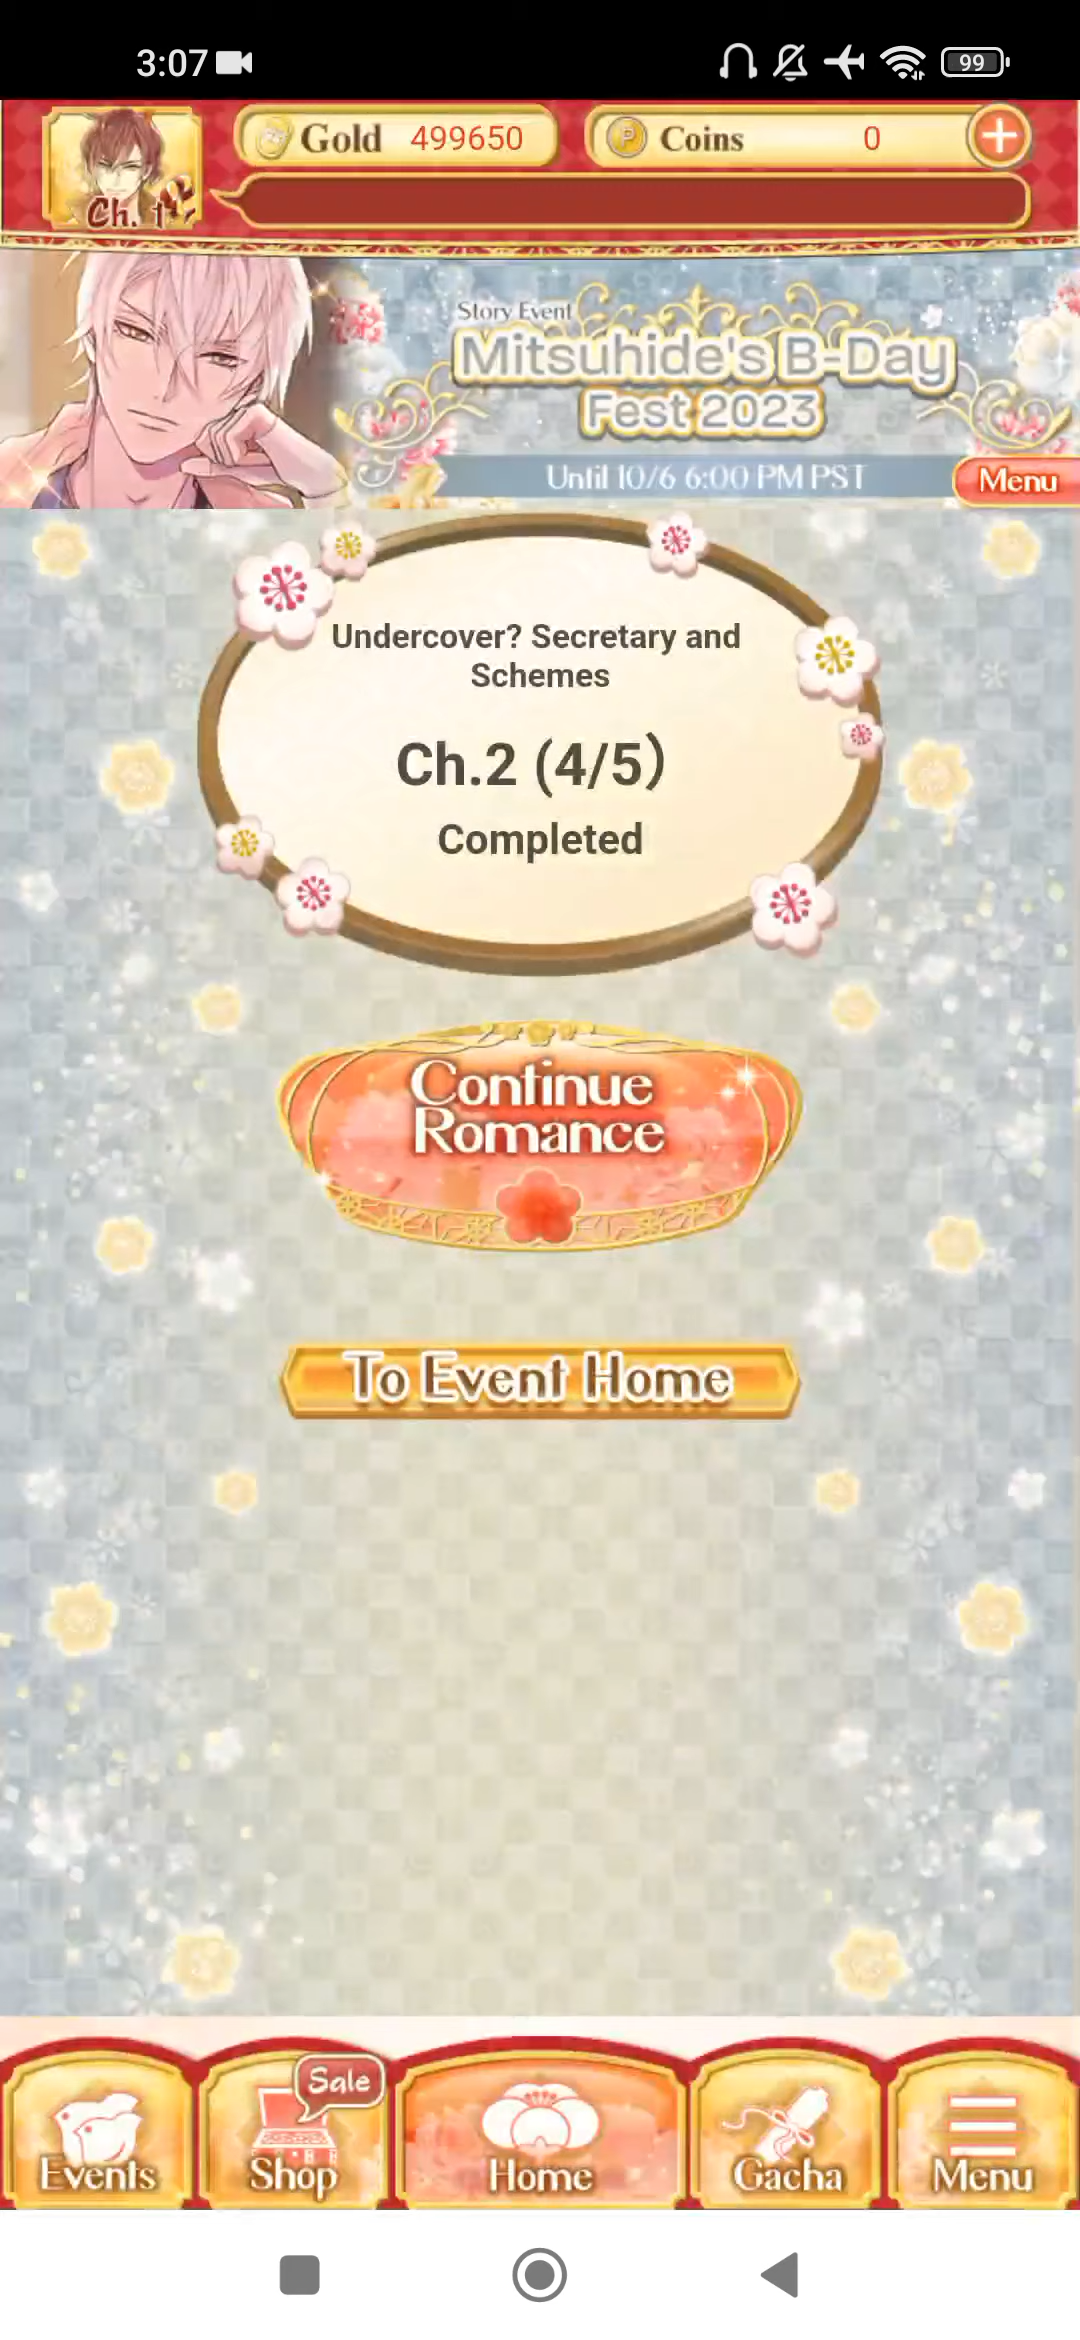 3:07
99
Gold 499650
Coins 0
Ch. 1
Story Event
Mitsuhide's B-Day
Fest 2023
Until 10/6 6:00 PM PST
Menu
Undercover? Secretary and
Schemes
Ch.2 (4/5)
Completed
Continue
Romance
To Event Home
Sale
Events
Shop
Home
Gacha
Menu